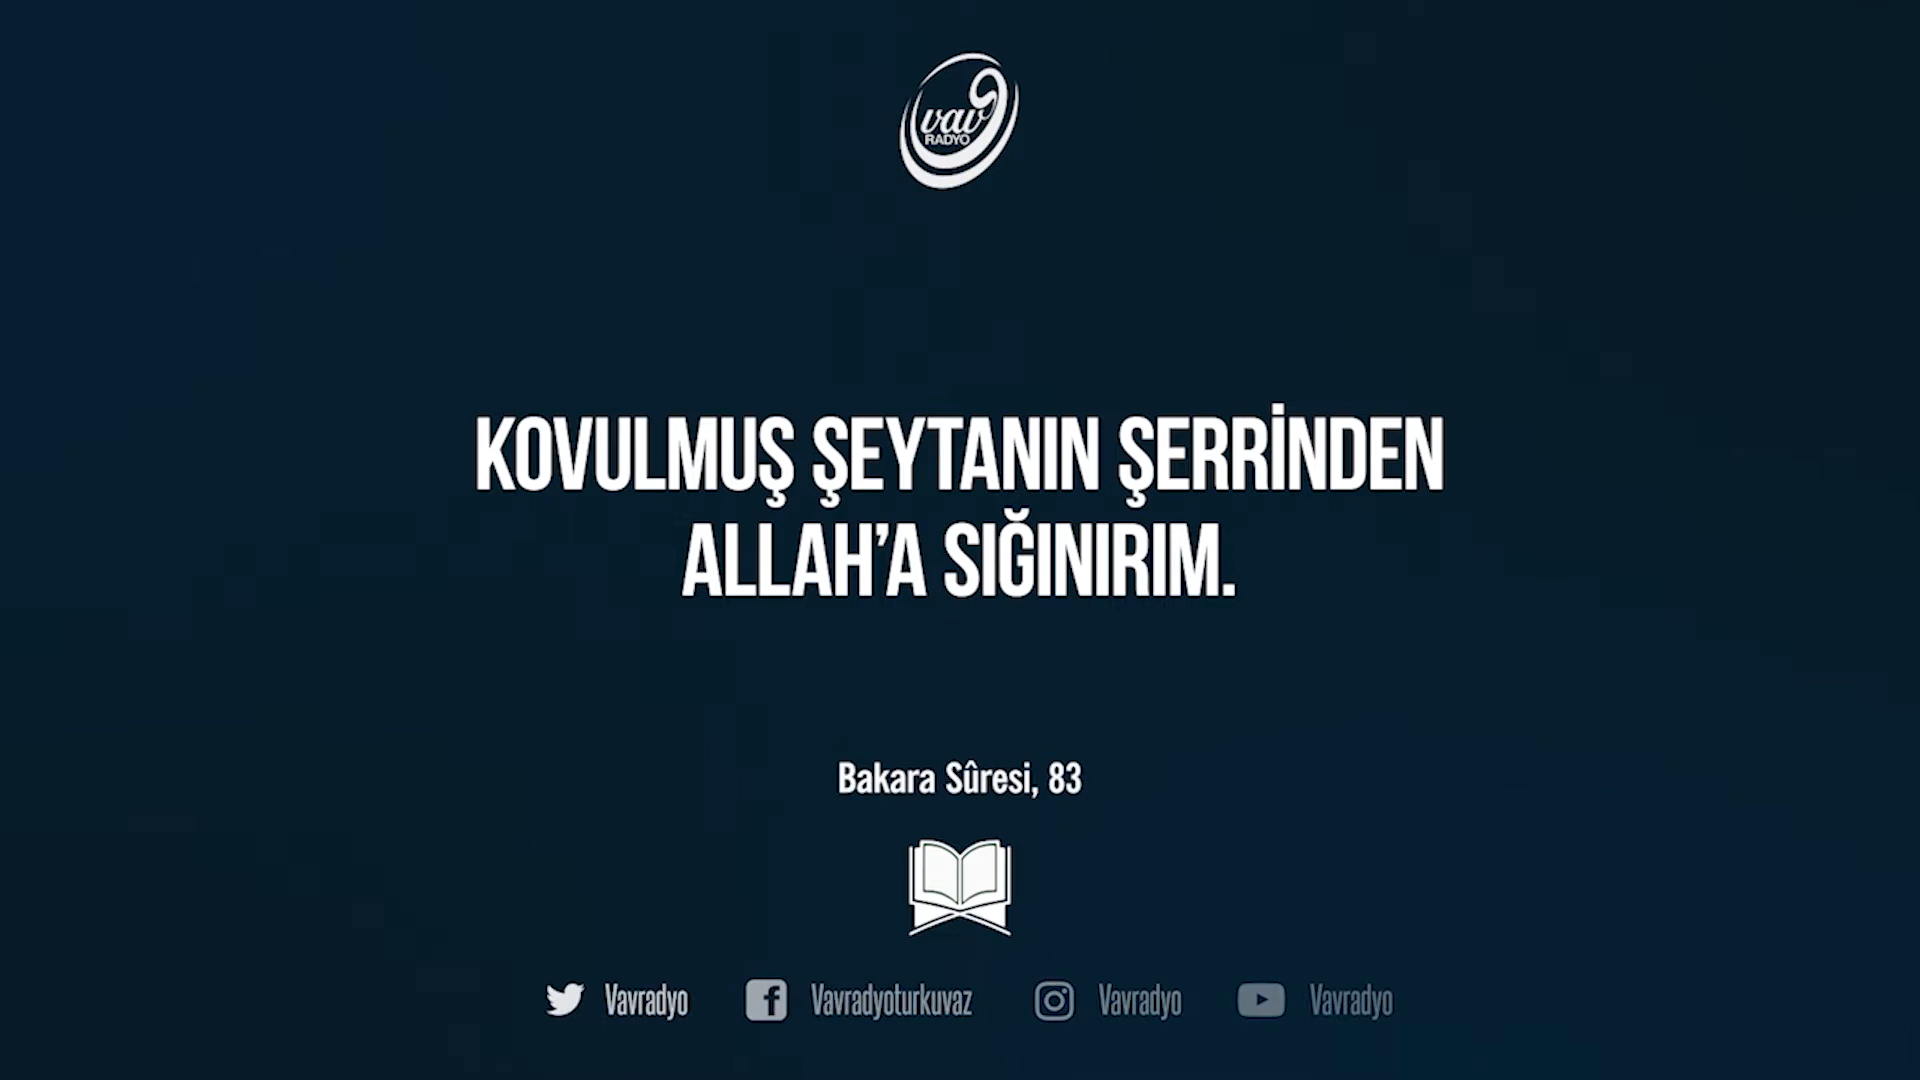 vav
RADYO
KOVULMUŞ ŞEYTANIN ŞERRİNDEN
ALLAH’A SIĞINIRIM.
Bakara Sûresi, 83
Vavradyo Vavradyoturkuvaz Vavradyo Vavradyo